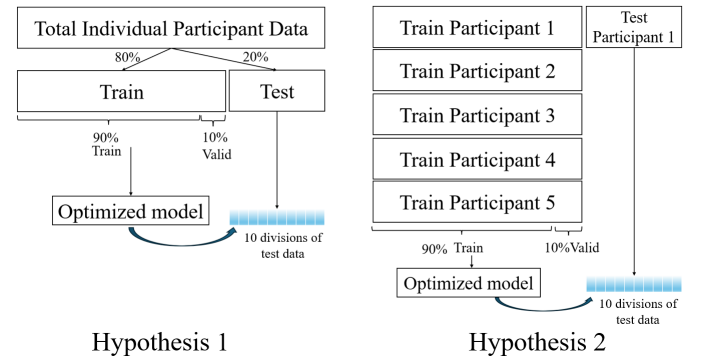 Total Individual Participant Data
80%
20%
Train
Test
90%
Train
10%
Valid
Optimized model
10 divisions of
test data
Hypothesis 1
Train Participant 1
Test
Participant 1
Train Participant 2
Train Participant 3
Train Participant 4
Train Participant 5
90% Train
10%Valid
Optimized model
10 divisions of
test data
Hypothesis 2